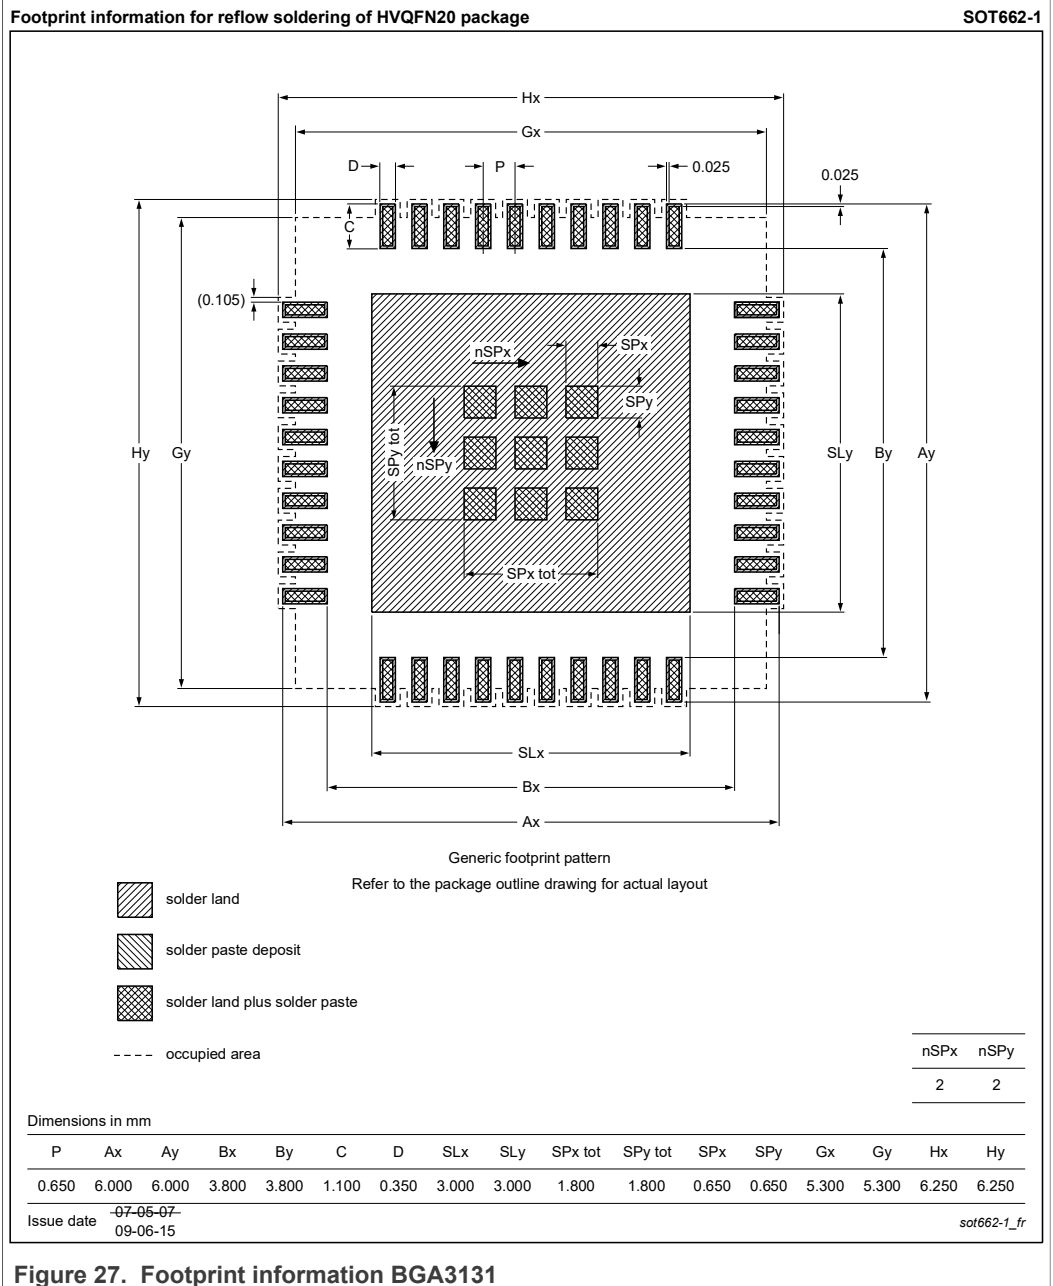 Footprint information for reflow soldering of HVQFN20 package SOT662-1
Hx
Gx
D P 0.025
0.025
C
(0.105)
nSPx SPx
SPy
SPy tot
nSPy
Hy Gy SLy By Ay
SPx tot
SLx
Bx
Ax
Generic footprint pattern
Refer to the package outline drawing for actual layout
solder land
solder paste deposit
solder land plus solder paste
occupied area
nSPx nSPy
2 2
Dimensions in mm
P Ax Ay Bx By C D SLx SLy SPx tot SPy tot SPx SPy Gx Gy Hx Hy
0.650 6.000 6.000 3.800 3.800 1.100 0.350 3.000 3.000 1.800 1.800 0.650 0.650 5.300 5.300 6.250 6.250
Issue date 07-05-07
09-06-15
sot662-1_fr
Figure 27. Footprint information BGA3131